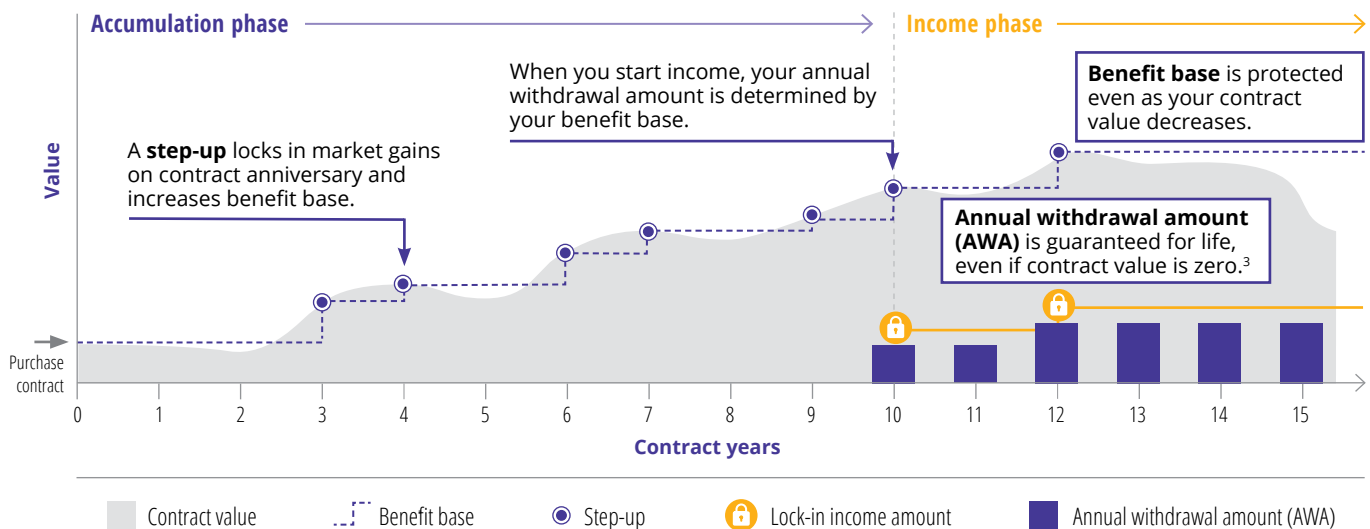 Accumulation phase
Income phase
Value
When you start income, your annual
withdrawal amount is determined by
your benefit base.
Benefit base is protected
even as your contract
value decreases.
A step-up locks in market gains
on contract anniversary and
increases benefit base.
Annual withdrawal amount
(AWA) is guaranteed for life,
even if contract value is zero.³
Purchase
contract
0 1 2 3 4 5 6 7 8 9 10 11 12 13 14 15
Contract years
Contract value
Benefit base
Step-up
Lock-in income amount
Annual withdrawal amount (AWA)